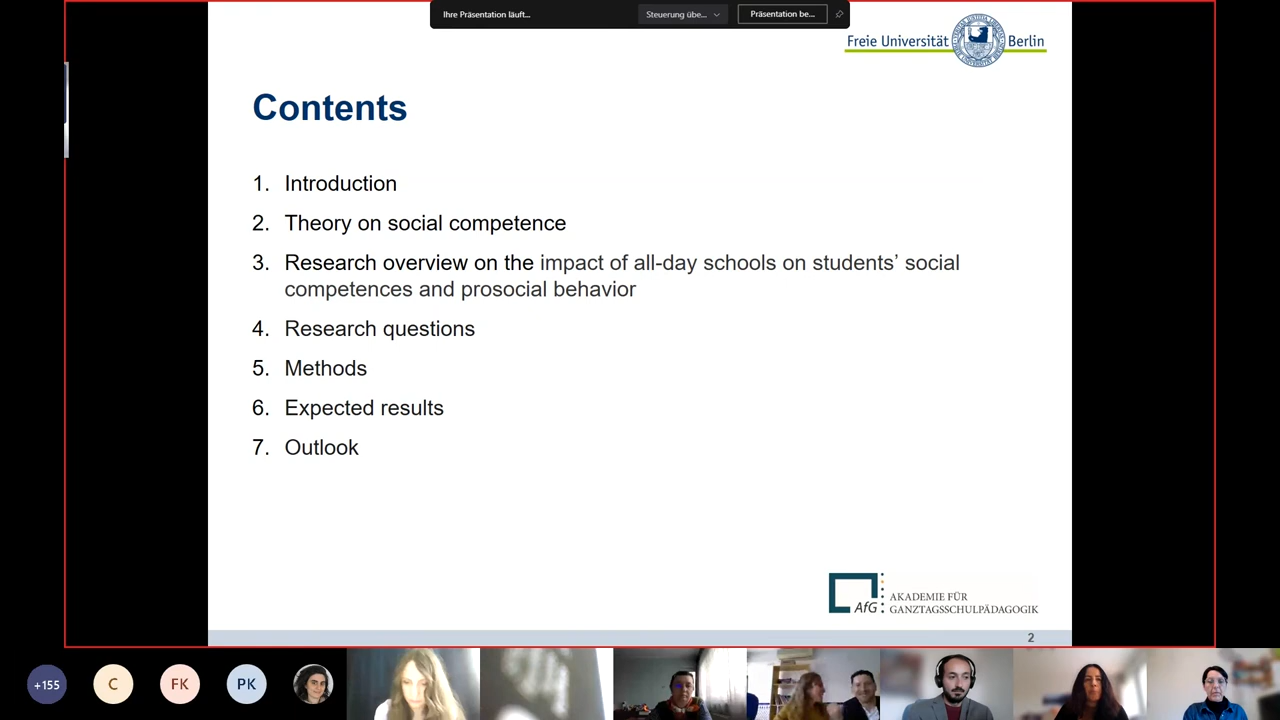 Ihre Präsentation läuft...
Steuerung übe...
Präsentation be...
Freie Universität Berlin
Contents
1. Introduction
2. Theory on social competence
3. Research overview on the impact of all-day schools on students’ social
competences and prosocial behavior
4. Research questions
5. Methods
6. Expected results
7. Outlook
AfG
AKADEMIE FÜR
GANZTAGSSCHULPÄDAGOGIK
2
+155
C
FK
PK